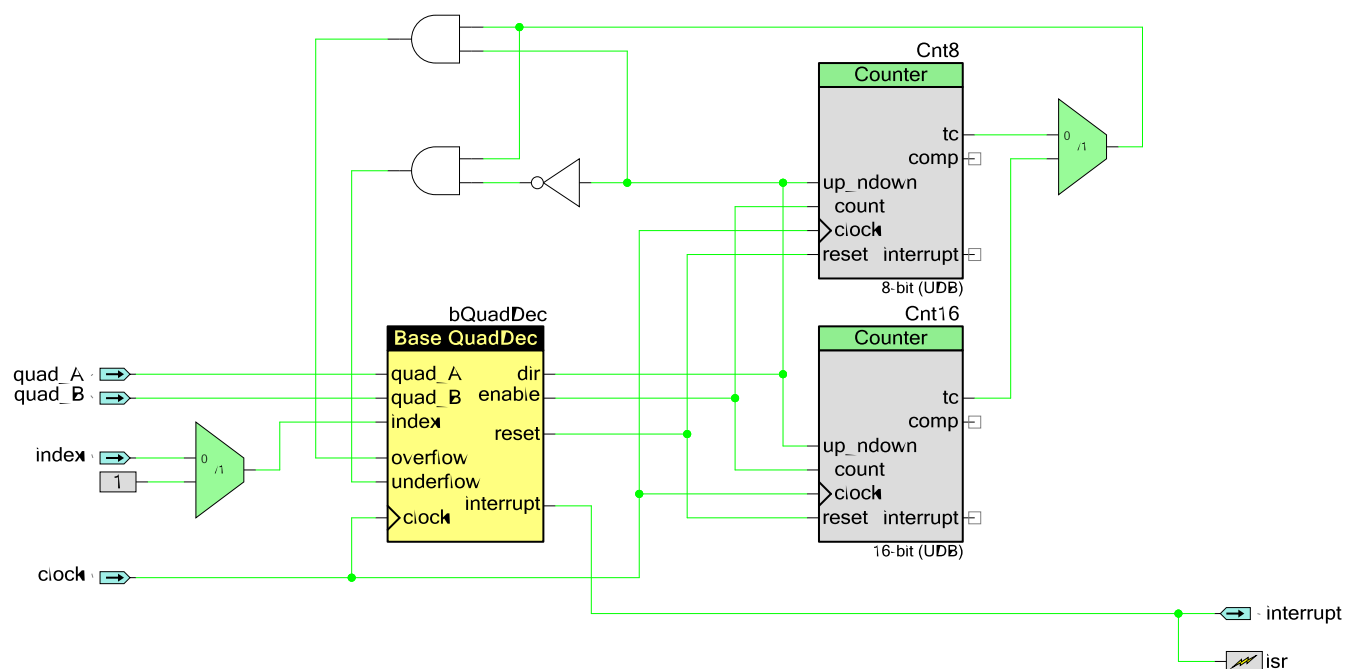 Cnt8
Counter
tc
0
/1
comp
up_ndown
count
clock
reset interrupt
8-bit (UDB)
bQuadDec
Cnt16
Base QuadDec
Counter
quad_A
quad_A dir
quad_B
quad_B enable
tc
index
comp
reset
up_ndown
index
0
/1
overflow
count
1
underflow
clock
interrupt
clock
reset interrupt
16-bit (UDB)
clock
interrupt
isr